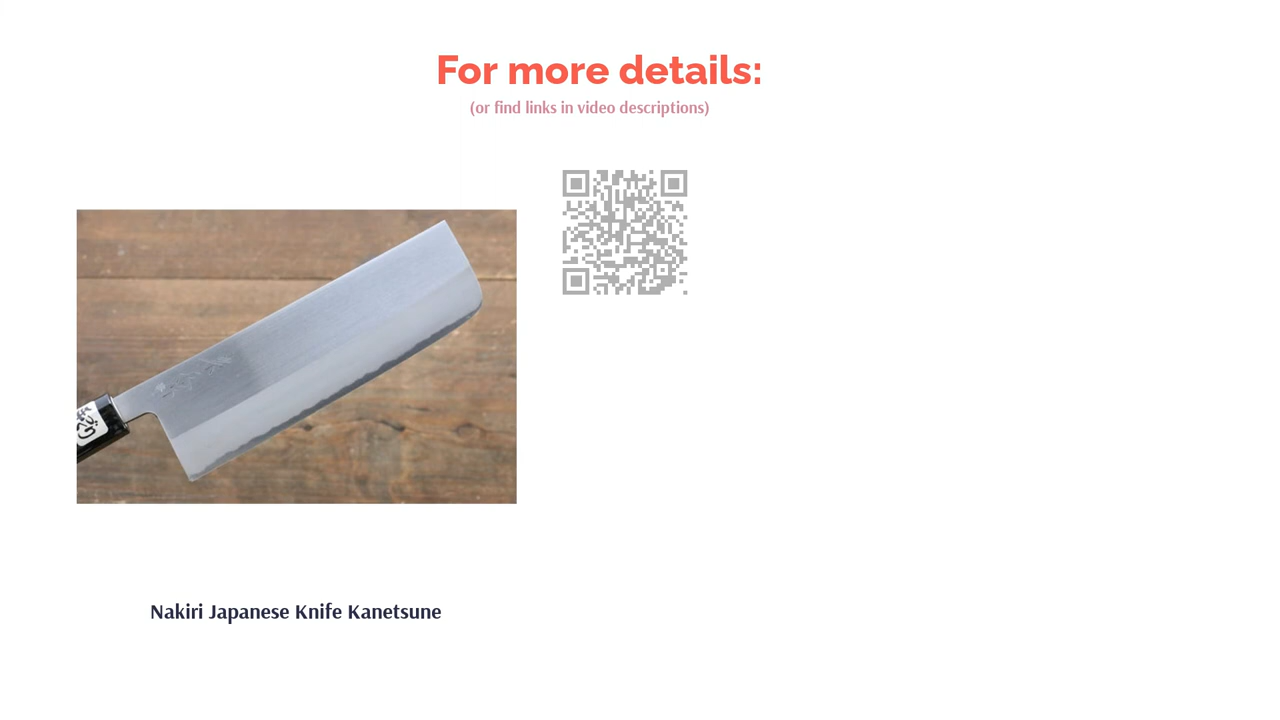 For more details:
(or find links in video descriptions)
Nakiri Japanese Knife Kanetsune